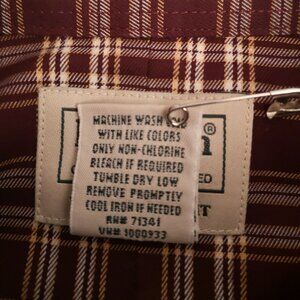 MACHINE WASH
WITH LIKE COLORS
ONLY NON-CHLORINE
BLEACH IF REQUIRED
TUMBLE DRY LOW
REMOVE PROMPTLY
COOL IRON IF NEEDED
RN# 71341
VN# 1000933